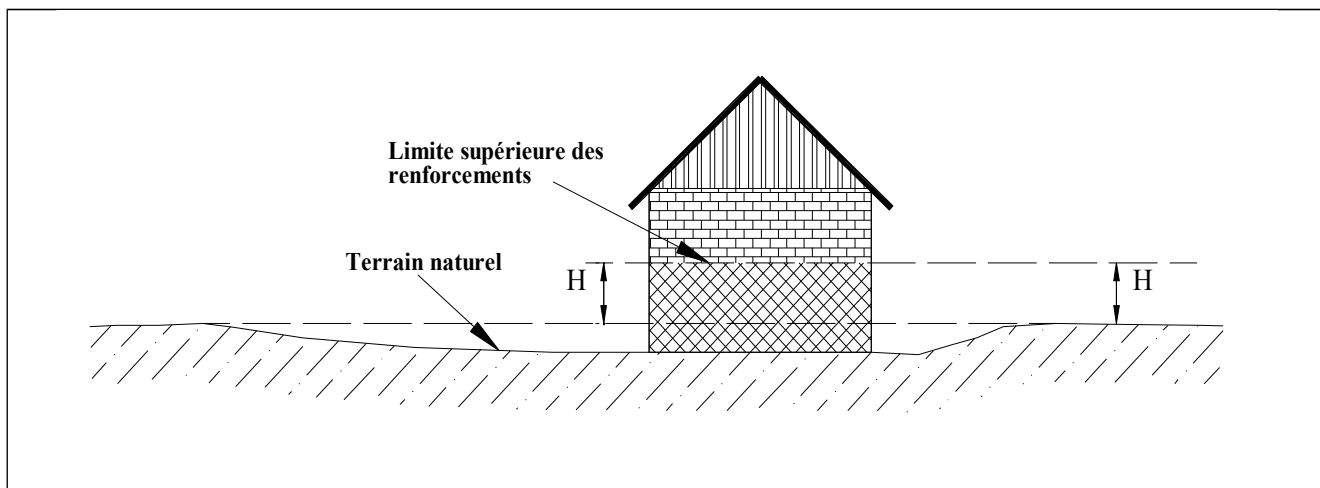 Limite supérieure des
renforcements
Terrain naturel
H
H